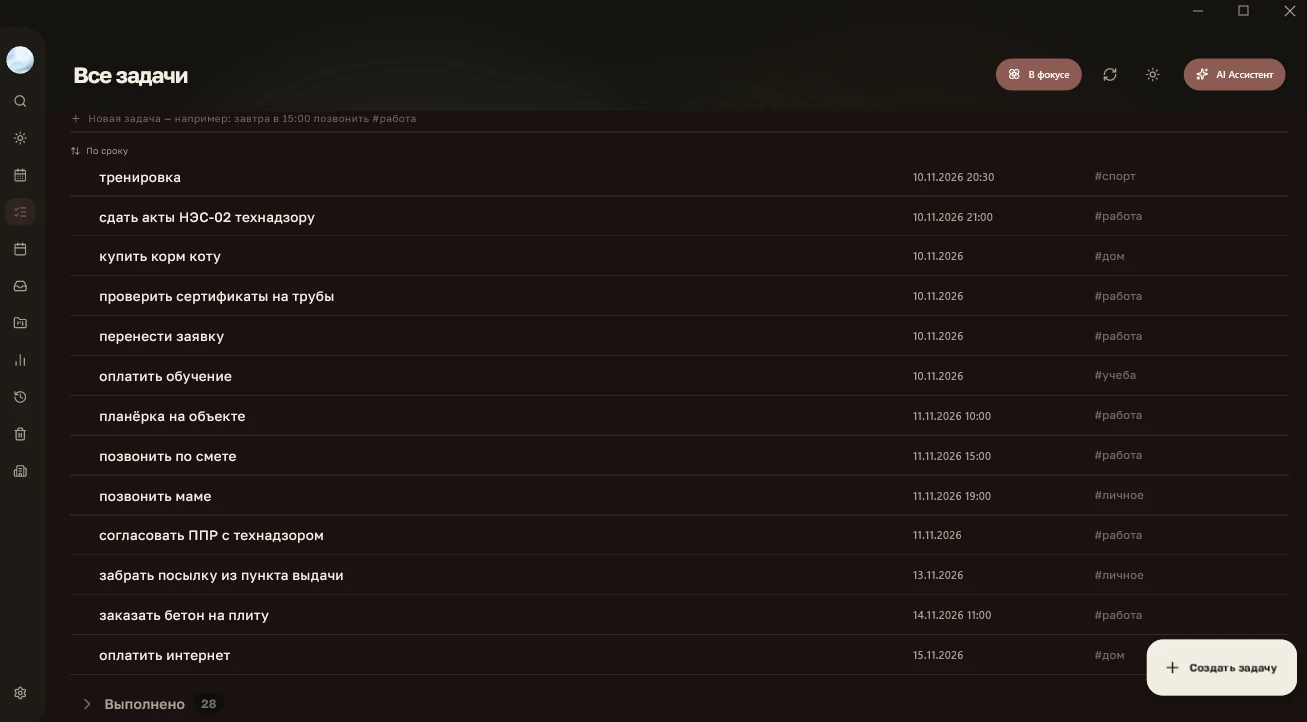 Все задачи
В фокусе
AI Ассистент
Новая задача — например: завтра в 15:00 позвонить #работа
По сроку
тренировка 10.11.2026 20:30 #спорт
сдать акты НЭС-02 технадзору 10.11.2026 21:00 #работа
купить корм коту 10.11.2026 #дом
проверить сертификаты на трубы 10.11.2026 #работа
перенести заявку 10.11.2026 #работа
оплатить обучение 10.11.2026 #учеба
планёрка на объекте 11.11.2026 10:00 #работа
позвонить по смете 11.11.2026 15:00 #работа
позвонить маме 11.11.2026 19:00 #личное
согласовать ППР с технадзором 11.11.2026 #работа
забрать посылку из пункта выдачи 13.11.2026 #личное
заказать бетон на плиту 14.11.2026 11:00 #работа
оплатить интернет 15.11.2026 #дом
Создать задачу
Выполнено 28